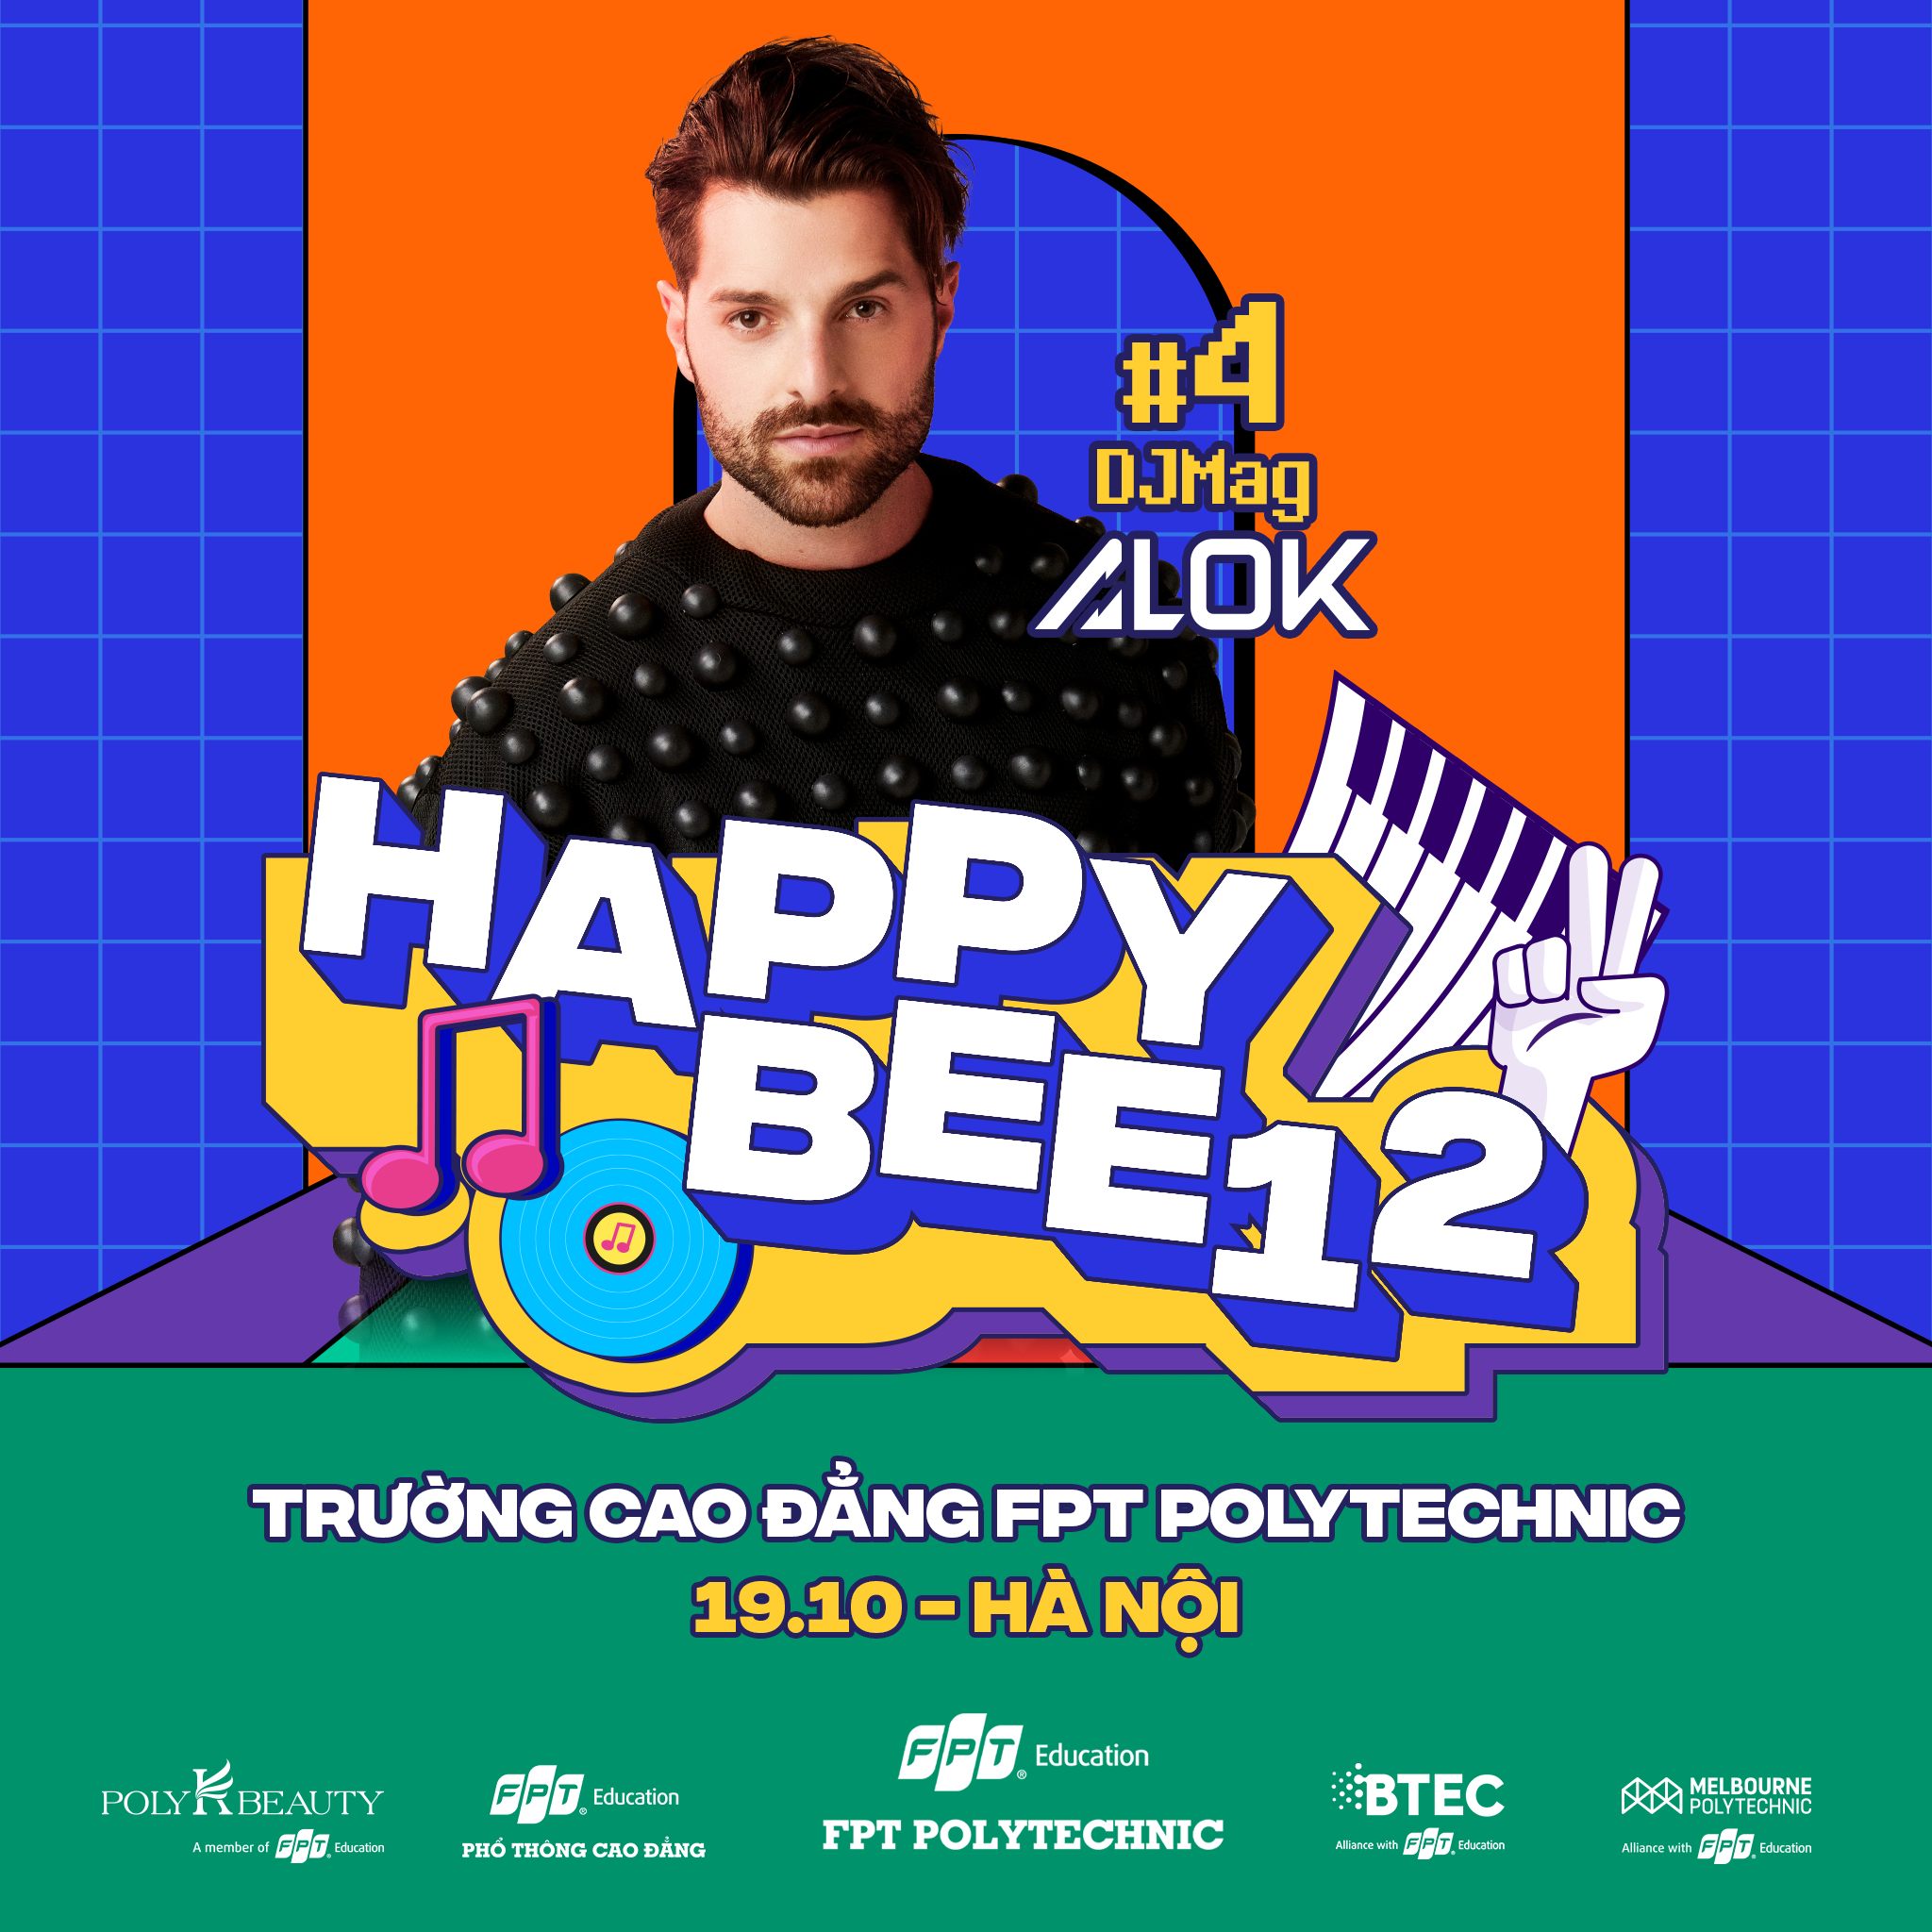 #4
DJMag
ALOK
HAPPY
BEE 12
TRƯỜNG CAO ĐẲNG FPT POLYTECHNIC
19.10 – HÀ NỘI
POLY K BEAUTY
A member of FPT Education
FPT® Education
PHỔ THÔNG CAO ĐẲNG
FPT® Education
FPT POLYTECHNIC
BTEC
Alliance with FPT® Education
MELBOURNE
POLYTECHNIC
Alliance with FPT® Education